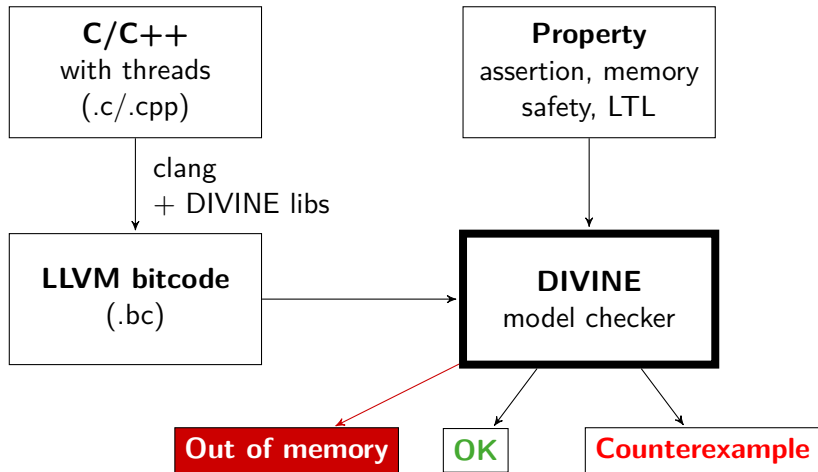 C/C++
with threads
(.c/.cpp)
Property
assertion, memory
safety, LTL
clang
+ DIVINE libs
LLVM bitcode
(.bc)
DIVINE
model checker
Out of memory
OK
Counterexample